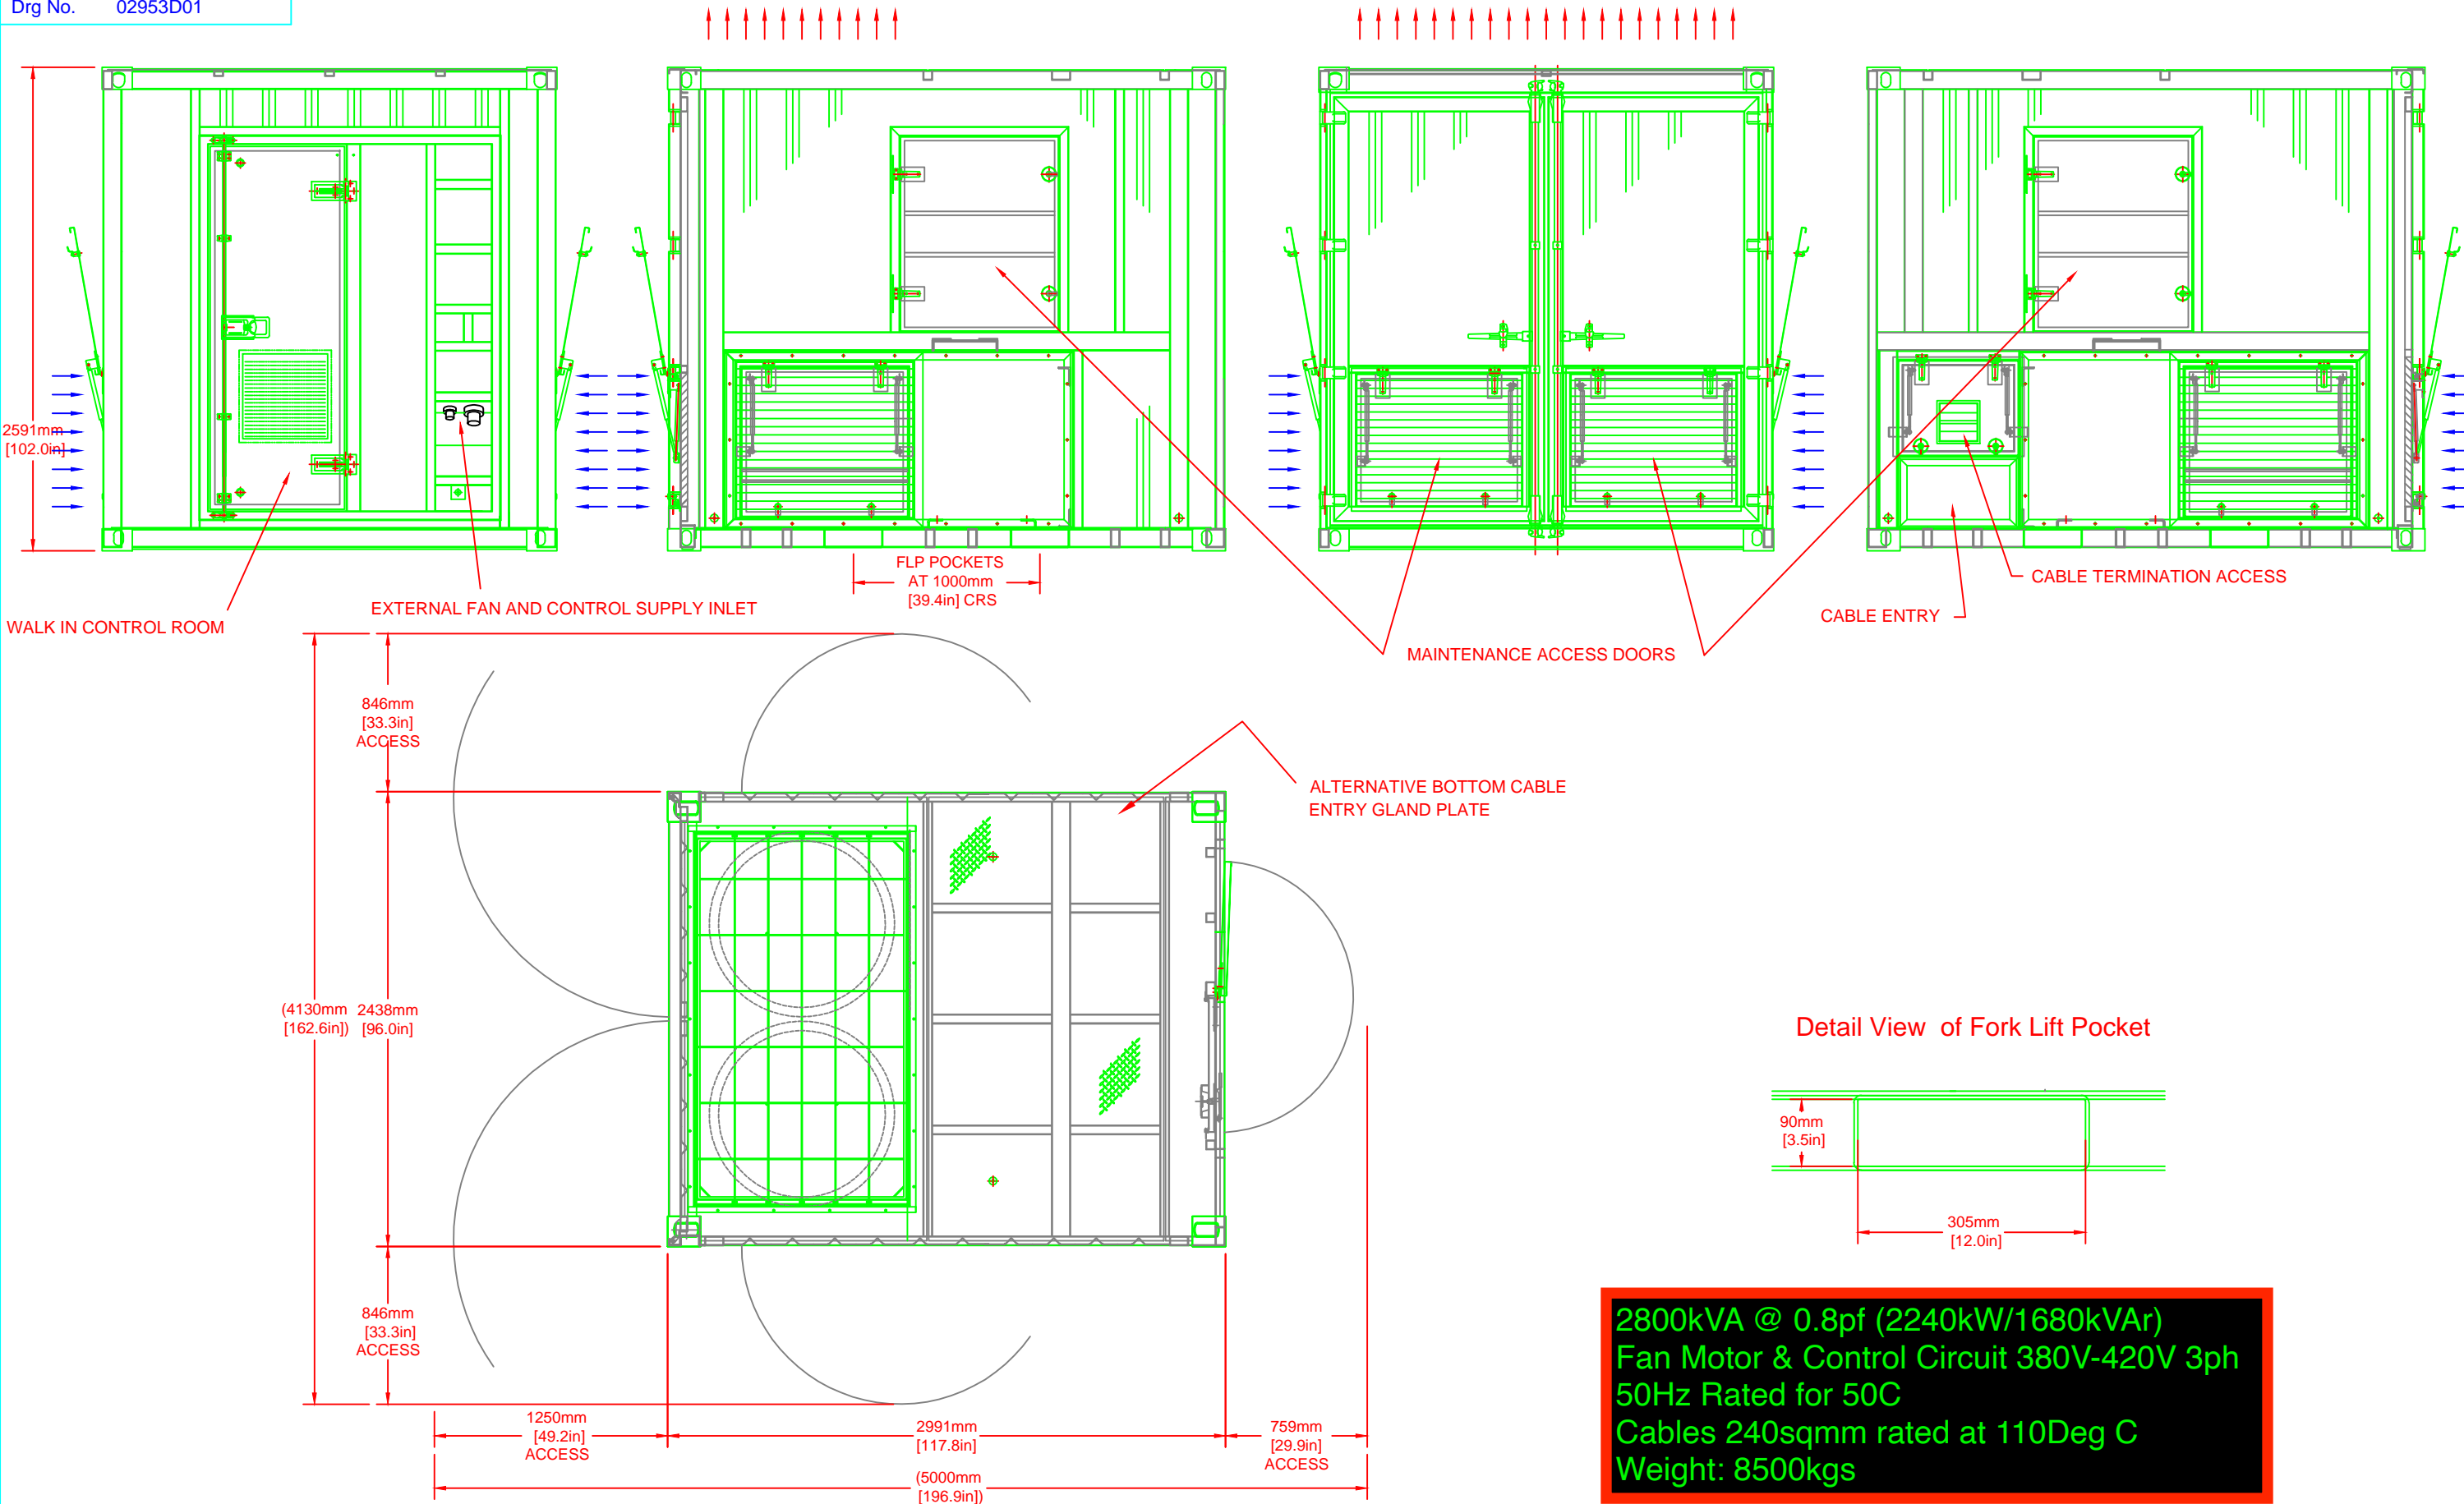 Drg No. 02953D01
2591mm
[102.0in]
FLP POCKETS
AT 1000mm
[39.4in] CRS
CABLE TERMINATION ACCESS
EXTERNAL FAN AND CONTROL SUPPLY INLET
CABLE ENTRY
WALK IN CONTROL ROOM
MAINTENANCE ACCESS DOORS
846mm
[33.3in]
ACCESS
ALTERNATIVE BOTTOM CABLE
ENTRY GLAND PLATE
(4130mm
[162.6in])
2438mm
[96.0in]
Detail View of Fork Lift Pocket
90mm
[3.5in]
305mm
[12.0in]
846mm
[33.3in]
ACCESS
1250mm
[49.2in]
ACCESS
2991mm
[117.8in]
759mm
[29.9in]
ACCESS
(5000mm
[196.9in])
2800kVA @ 0.8pf (2240kW/1680kVAr)
Fan Motor & Control Circuit 380V-420V 3ph
50Hz Rated for 50C
Cables 240sqmm rated at 110Deg C
Weight: 8500kgs